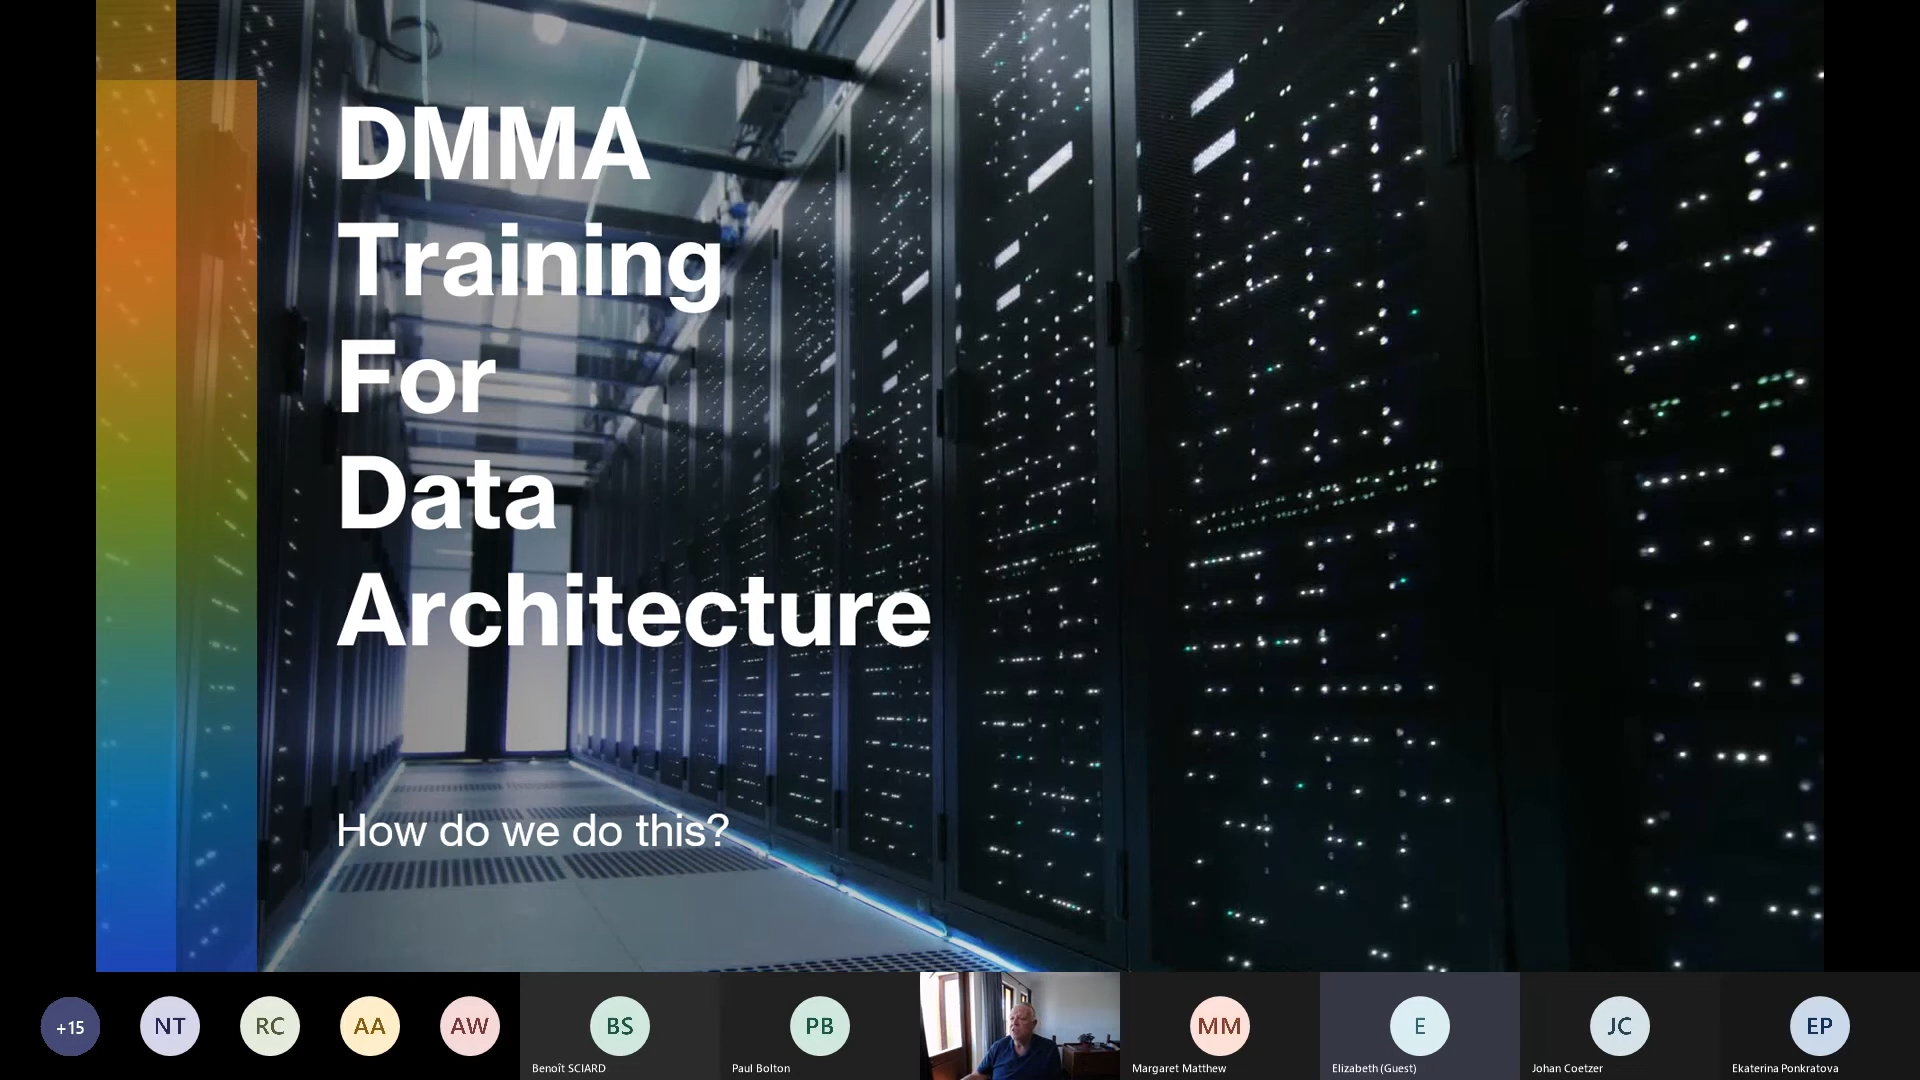 DMMA
Training
For
Data
Architecture
How do we do this?
+15
NT
RC
AA
AW
BS
Benoît SCIARD
PB
Paul Bolton
MM
Margaret Matthew
E
Elizabeth (Guest)
JC
Johan Coetzer
EP
Ekaterina Ponkratova